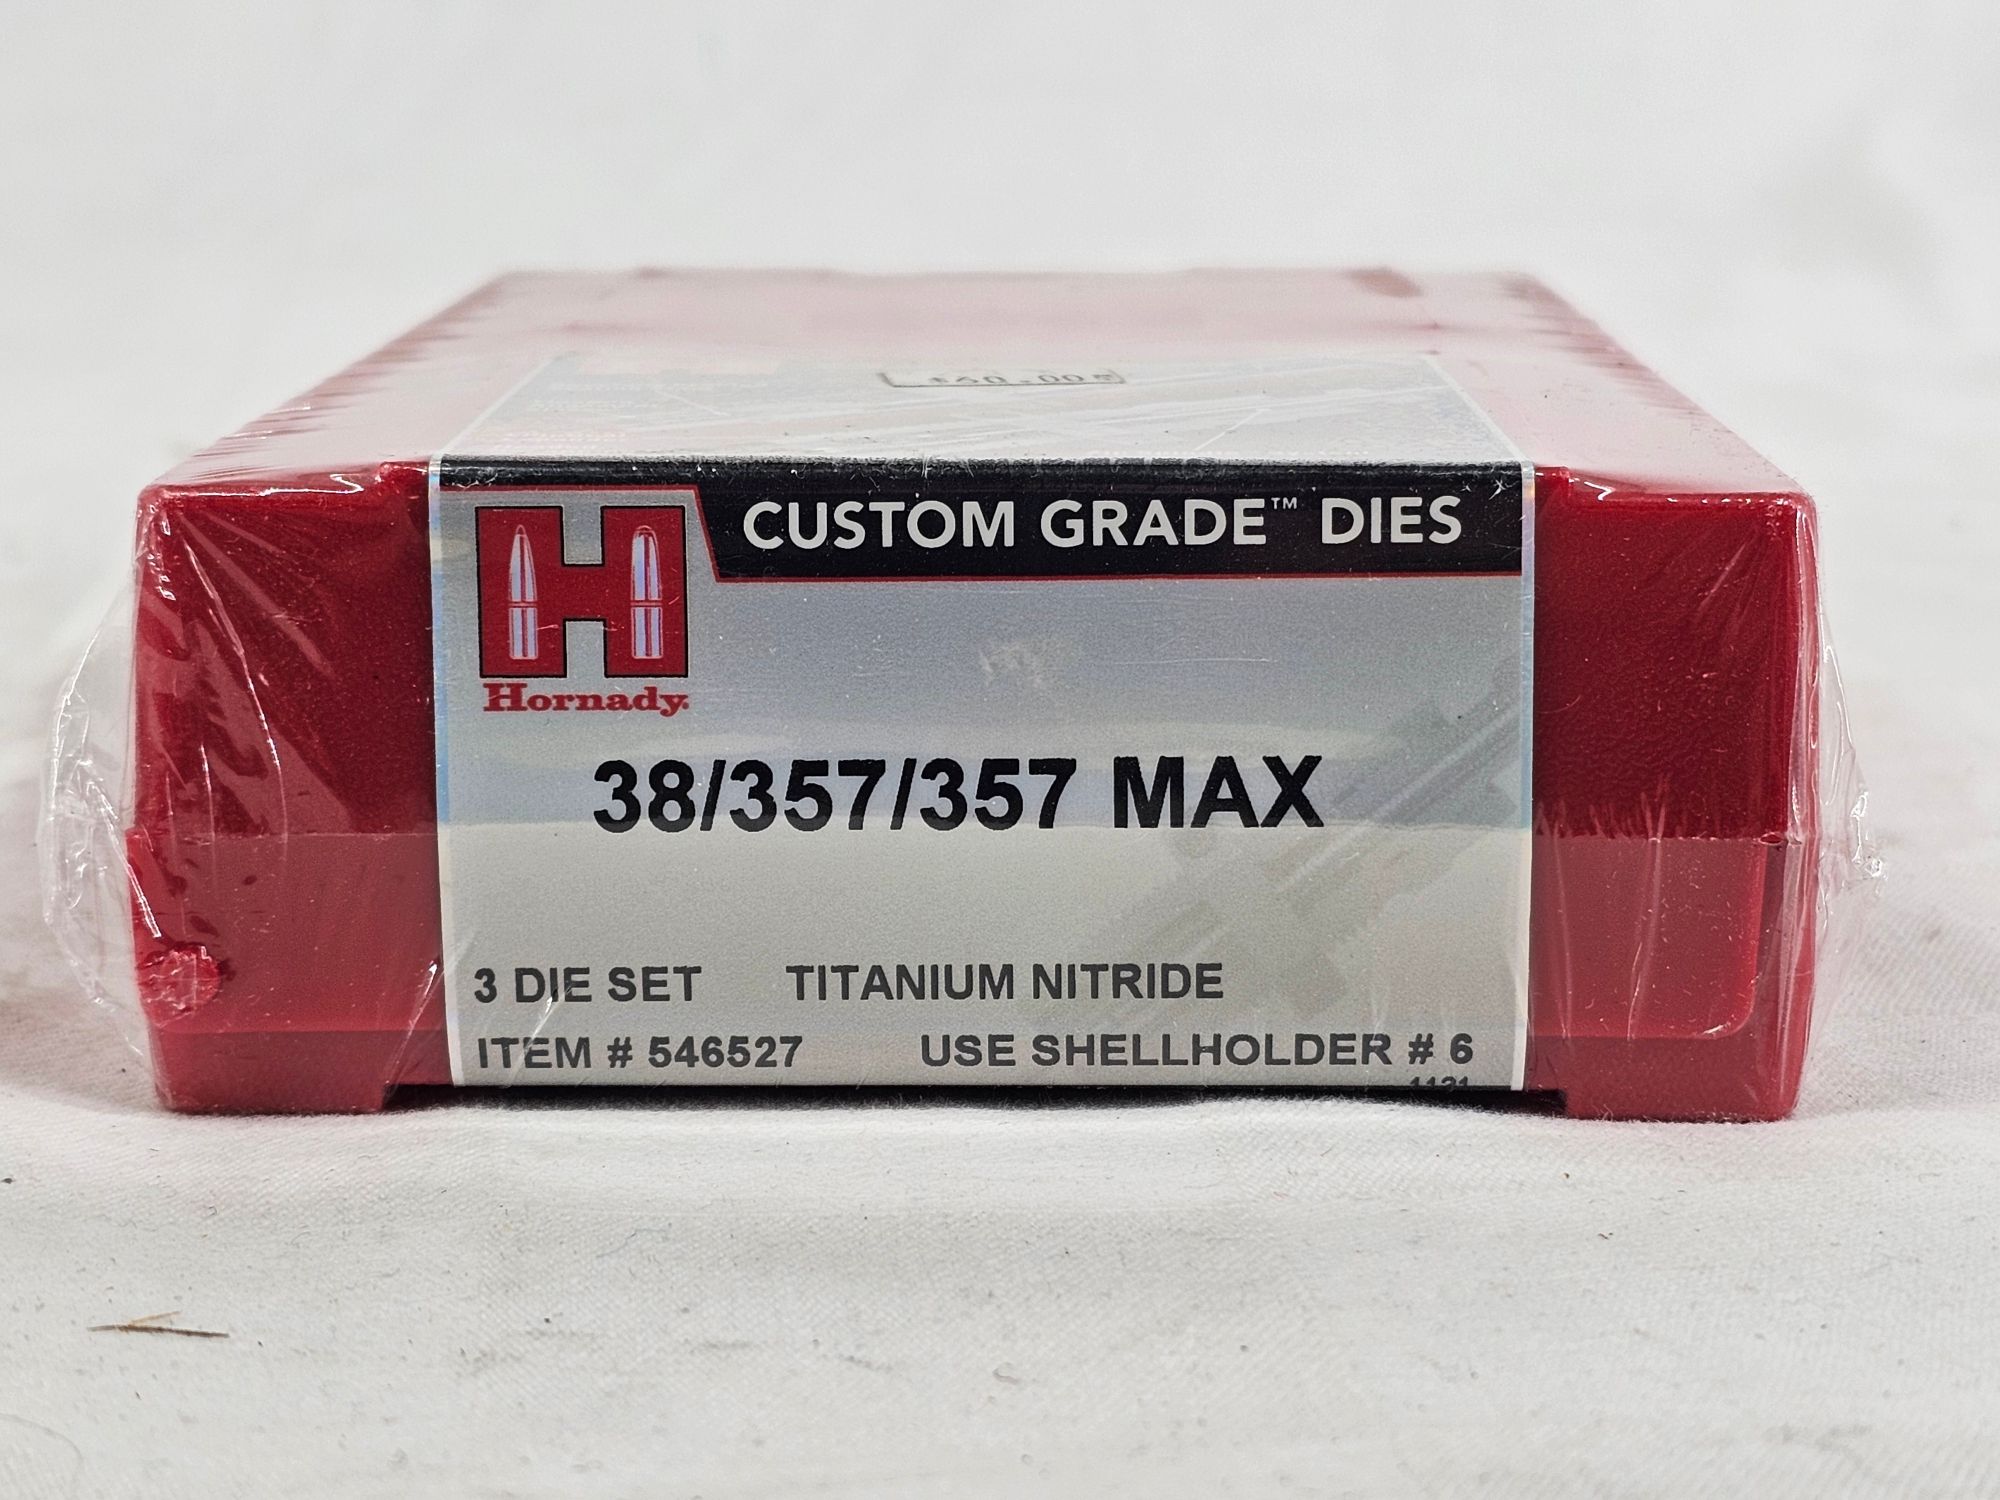 CUSTOM GRADE™ DIES
Hornady.
38/357/357 MAX
3 DIE SET TITANIUM NITRIDE
ITEM # 546527 USE SHELLHOLDER # 6